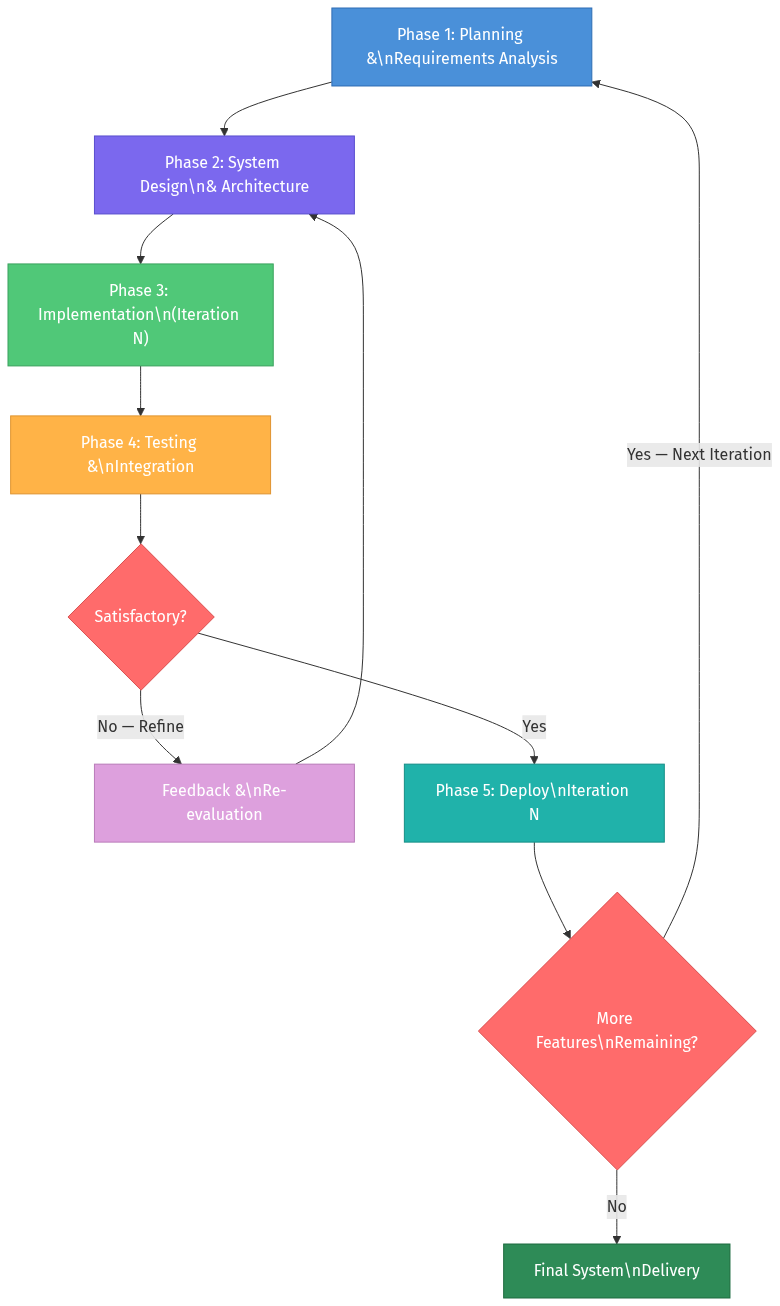 Phase 1: Planning
&\nRequirements Analysis
Phase 2: System
Design\n& Architecture
Phase 3:
Implementation\n(Iteration
N)
Phase 4: Testing
&\nIntegration
Yes — Next Iteration
Satisfactory?
No — Refine
Yes
Feedback &\nRe-
evaluation
Phase 5: Deploy\nIteration
N
More
Features\nRemaining?
No
Final System\nDelivery